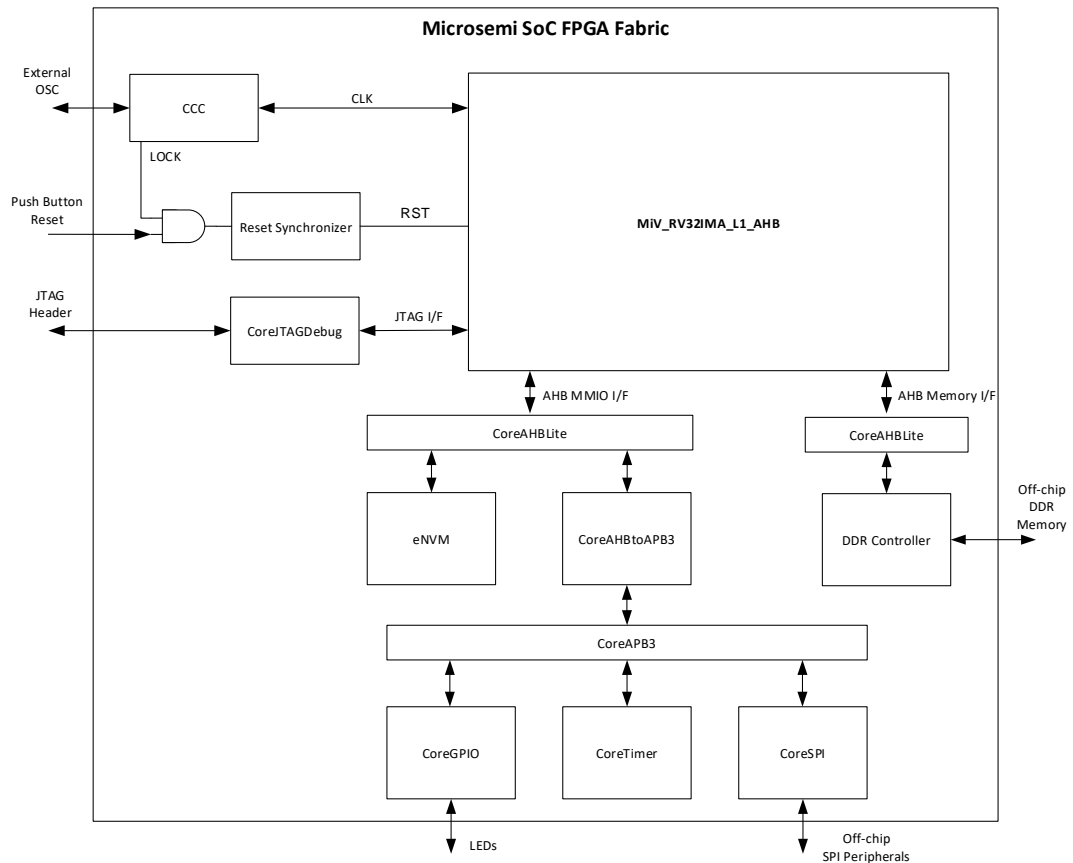 Microsemi SoC FPGA Fabric
External
OSC
CCC
CLK
LOCK
Push Button
Reset
Reset Synchronizer
RST
MiV_RV32IMA_L1_AHB
JTAG
Header
CoreJTAGDebug
JTAG I/F
AHB MMIO I/F
AHB Memory I/F
CoreAHBLite
CoreAHBLite
eNVM
CoreAHBtoAPB3
DDR Controller
Off-chip
DDR
Memory
CoreAPB3
CoreGPIO
CoreTimer
CoreSPI
LEDs
Off-chip
SPI Peripherals